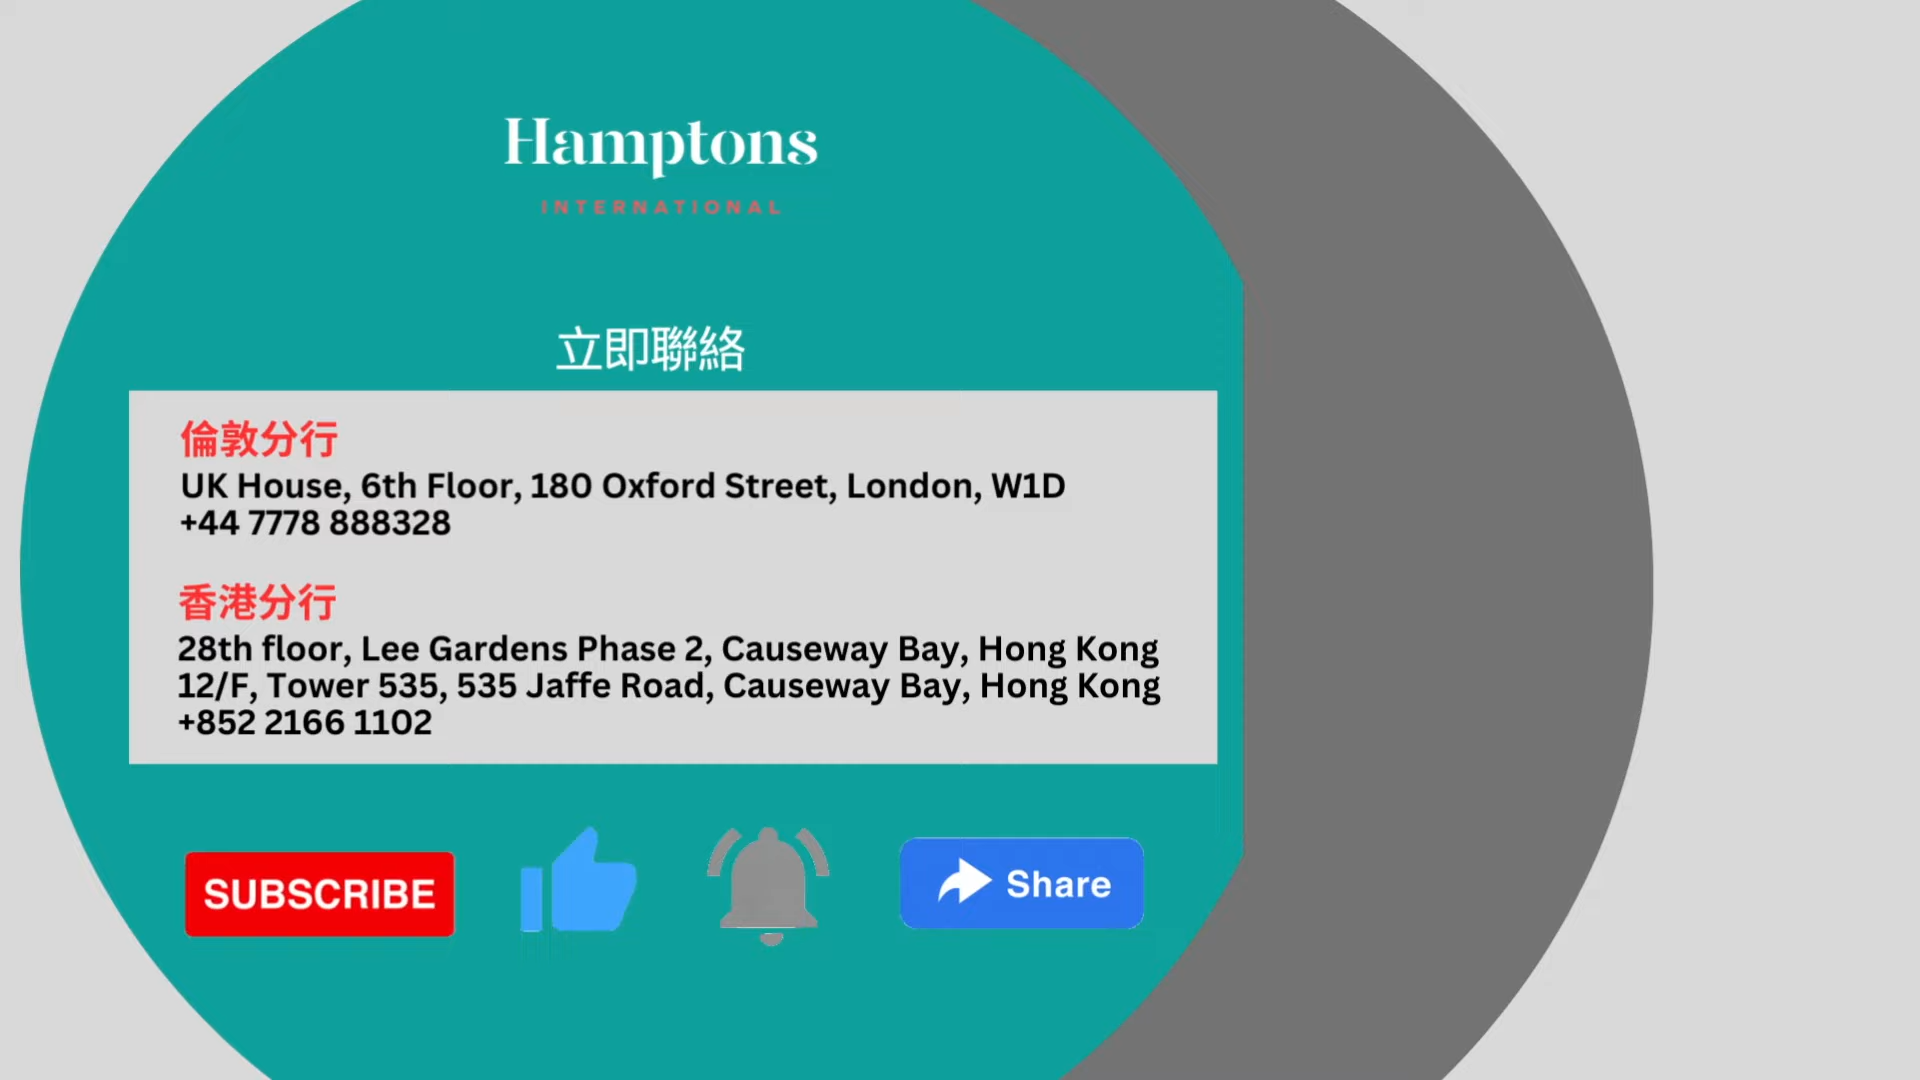 Hamptons
INTERNATIONAL
立即聯絡
倫敦分行
UK House, 6th Floor, 180 Oxford Street, London, W1D
+44 7778 888328
香港分行
28th floor, Lee Gardens Phase 2, Causeway Bay, Hong Kong
12/F, Tower 535, 535 Jaffe Road, Causeway Bay, Hong Kong
+852 2166 1102
SUBSCRIBE
Share